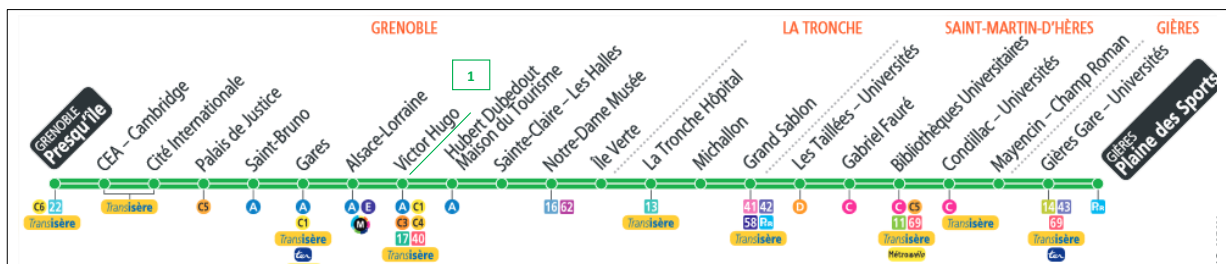 GRENOBLE
LA TRONCHE
SAINT-MARTIN-D'HÈRES
GIÈRES
1
GRENOBLE
Presqu'île
CEA – Cambridge
Cité Internationale
Palais de Justice
Saint-Bruno
Gares
Alsace-Lorraine
Victor Hugo
Hubert Dubedout
Maison du Tourisme
Sainte-Claire – Les Halles
Notre-Dame Musée
Île Verte
La Tronche Hôpital
Michallon
Grand Sablon
Les Taillées – Universités
Gabriel Fauré
Bibliothèques Universitaires
Condillac – Universités
Mayencin – Champ Roman
Gières Gare – Universités
GIÈRES
Plaine des Sports
C6 22
Transisère
Transisère
C5
A
A
C1
Transisère
ter
A E
M
A C1
C3 C4
17 40
Transisère
A
16 62
13
Transisère
41 42
58 P+R
Transisère
D
C
C C5
11 69
Transisère
Métrovélo
C
Transisère
14 43
69
Transisère
ter
P+R